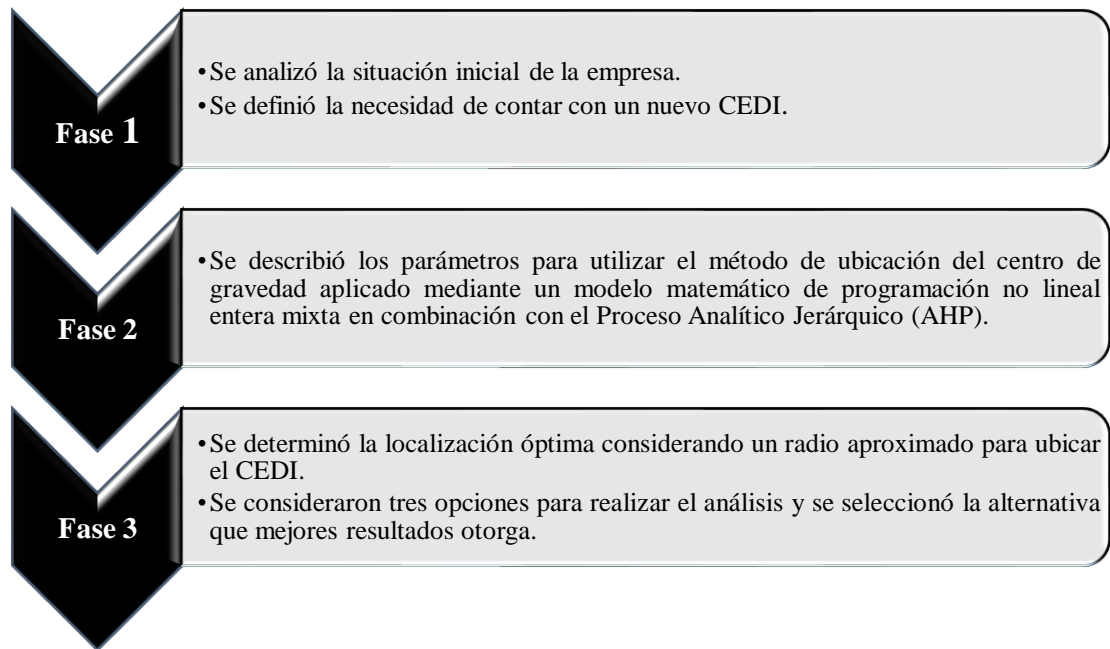 Fase 1
•Se analizó la situación inicial de la empresa.
•Se definió la necesidad de contar con un nuevo CEDI.
Fase 2
•Se describió los parámetros para utilizar el método de ubicación del centro de
gravedad aplicado mediante un modelo matemático de programación no lineal
entera mixta en combinación con el Proceso Analítico Jerárquico (AHP).
Fase 3
•Se determinó la localización óptima considerando un radio aproximado para ubicar
el CEDI.
•Se consideraron tres opciones para realizar el análisis y se seleccionó la alternativa
que mejores resultados otorga.